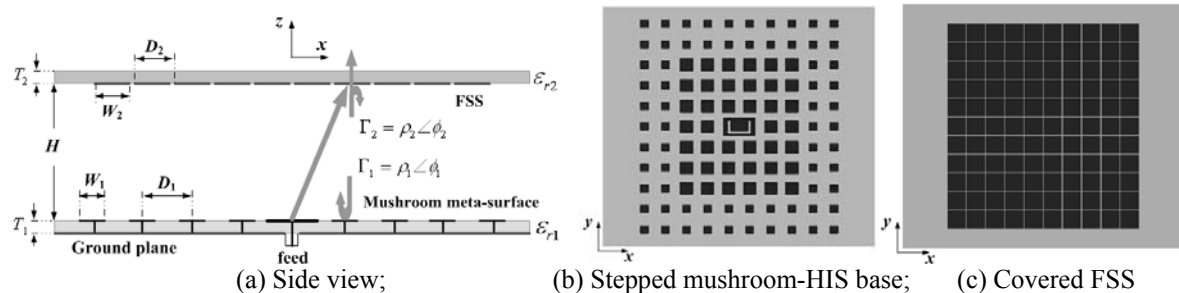 z
x
D₂
T₂
εr2
W₂
FSS
H
Γ₂ = ρ₂∠ϕ₂
Γ₁ = ρ₁∠ϕ₁
W₁
D₁
Mushroom meta-surface
T₁
εr1
Ground plane
feed
y
x
y
x
(a) Side view;
(b) Stepped mushroom-HIS base;
(c) Covered FSS